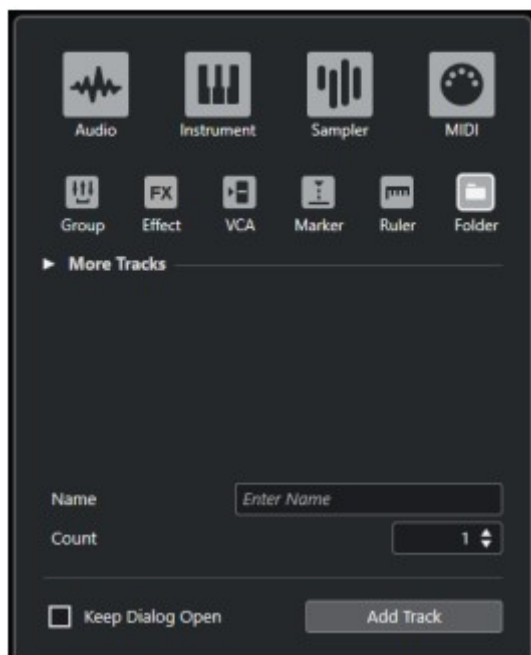 Audio Instrument Sampler MIDI
FX
Group Effect VCA Marker Ruler Folder
More Tracks
Name Enter Name
Count 1
Keep Dialog Open Add Track